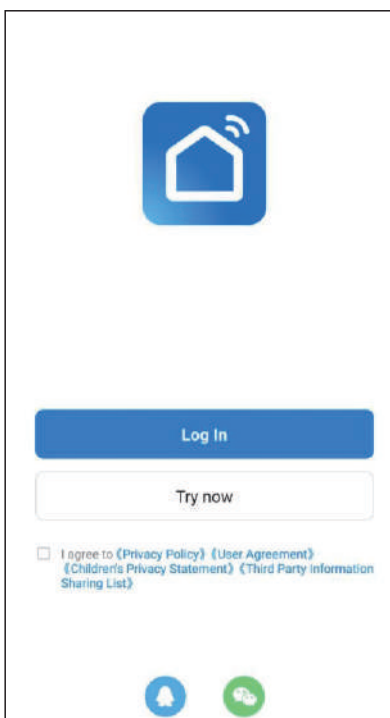 Log In
Try now
I agree to 《Privacy Policy》 《User Agreement》
《Children's Privacy Statement》 《Third Party Information
Sharing List》